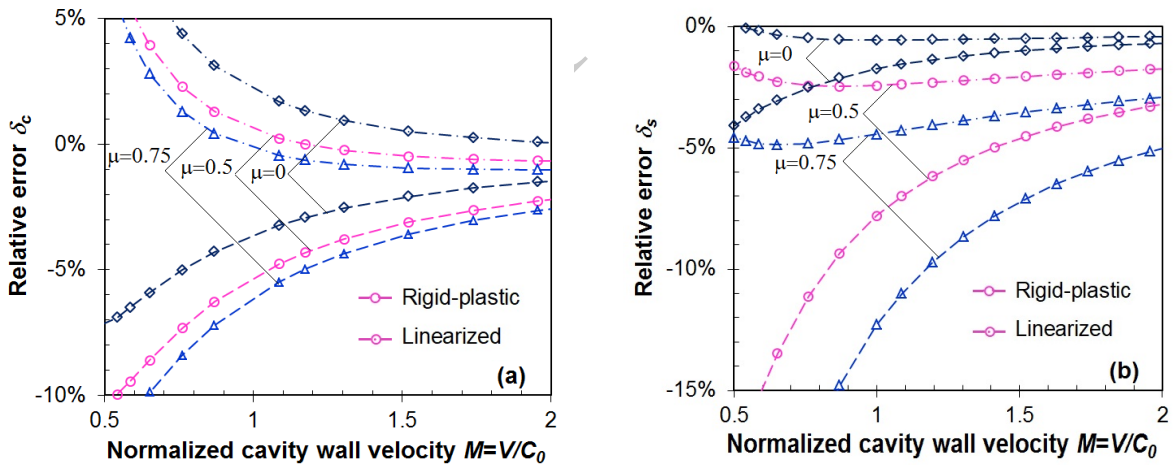 5%
0%
-5%
-10%
0.5
1
1.5
2
Relative error δc
μ=0.75
μ=0.5
μ=0
Rigid-plastic
Linearized
(a)
Normalized cavity wall velocity M=V/C0
0%
-5%
-10%
-15%
0.5
1
1.5
2
Relative error δs
μ=0
μ=0.5
μ=0.75
Rigid-plastic
Linearized
(b)
Normalized cavity wall velocity M=V/C0